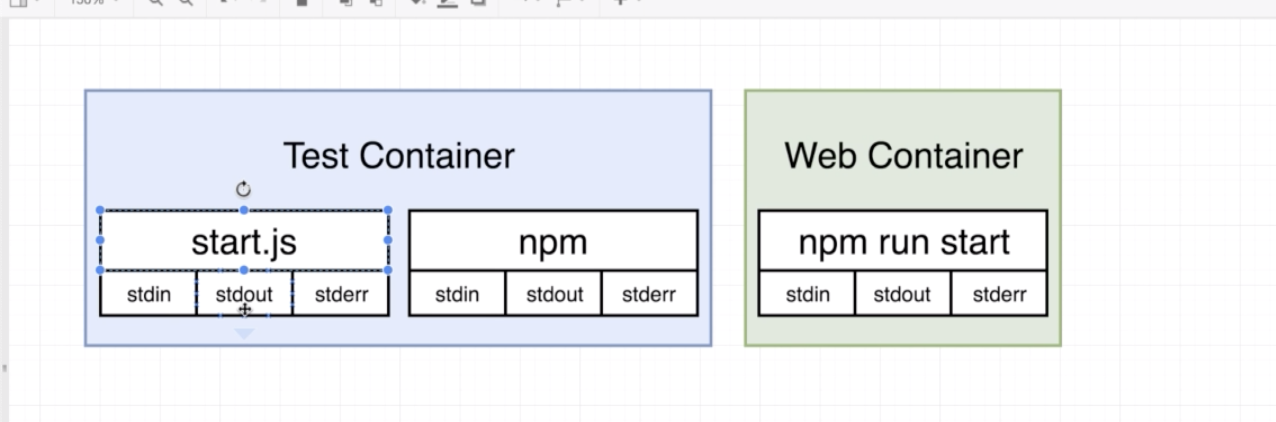 Test Container
Web Container
start.js
npm
npm run start
stdin stdout stderr
stdin stdout stderr
stdin stdout stderr